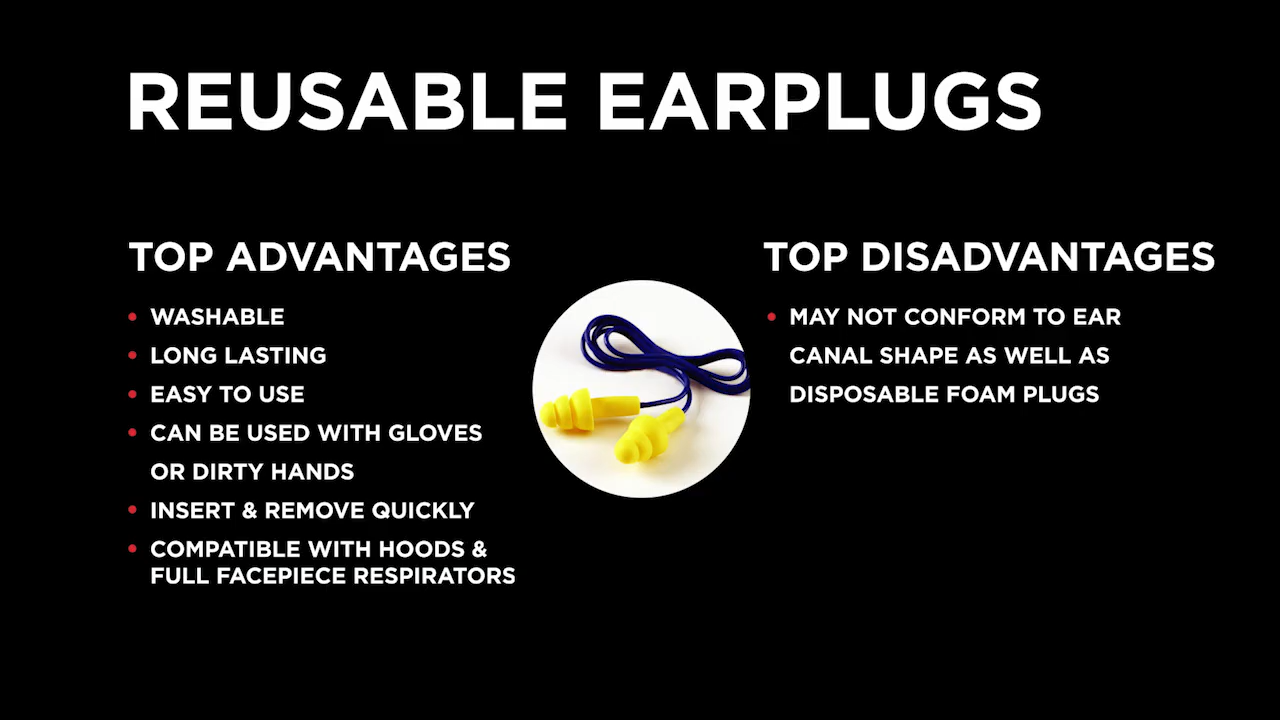 REUSABLE EARPLUGS
TOP ADVANTAGES
• WASHABLE
• LONG LASTING
• EASY TO USE
• CAN BE USED WITH GLOVES
OR DIRTY HANDS
• INSERT & REMOVE QUICKLY
• COMPATIBLE WITH HOODS &
FULL FACEPIECE RESPIRATORS
TOP DISADVANTAGES
• MAY NOT CONFORM TO EAR
CANAL SHAPE AS WELL AS
DISPOSABLE FOAM PLUGS